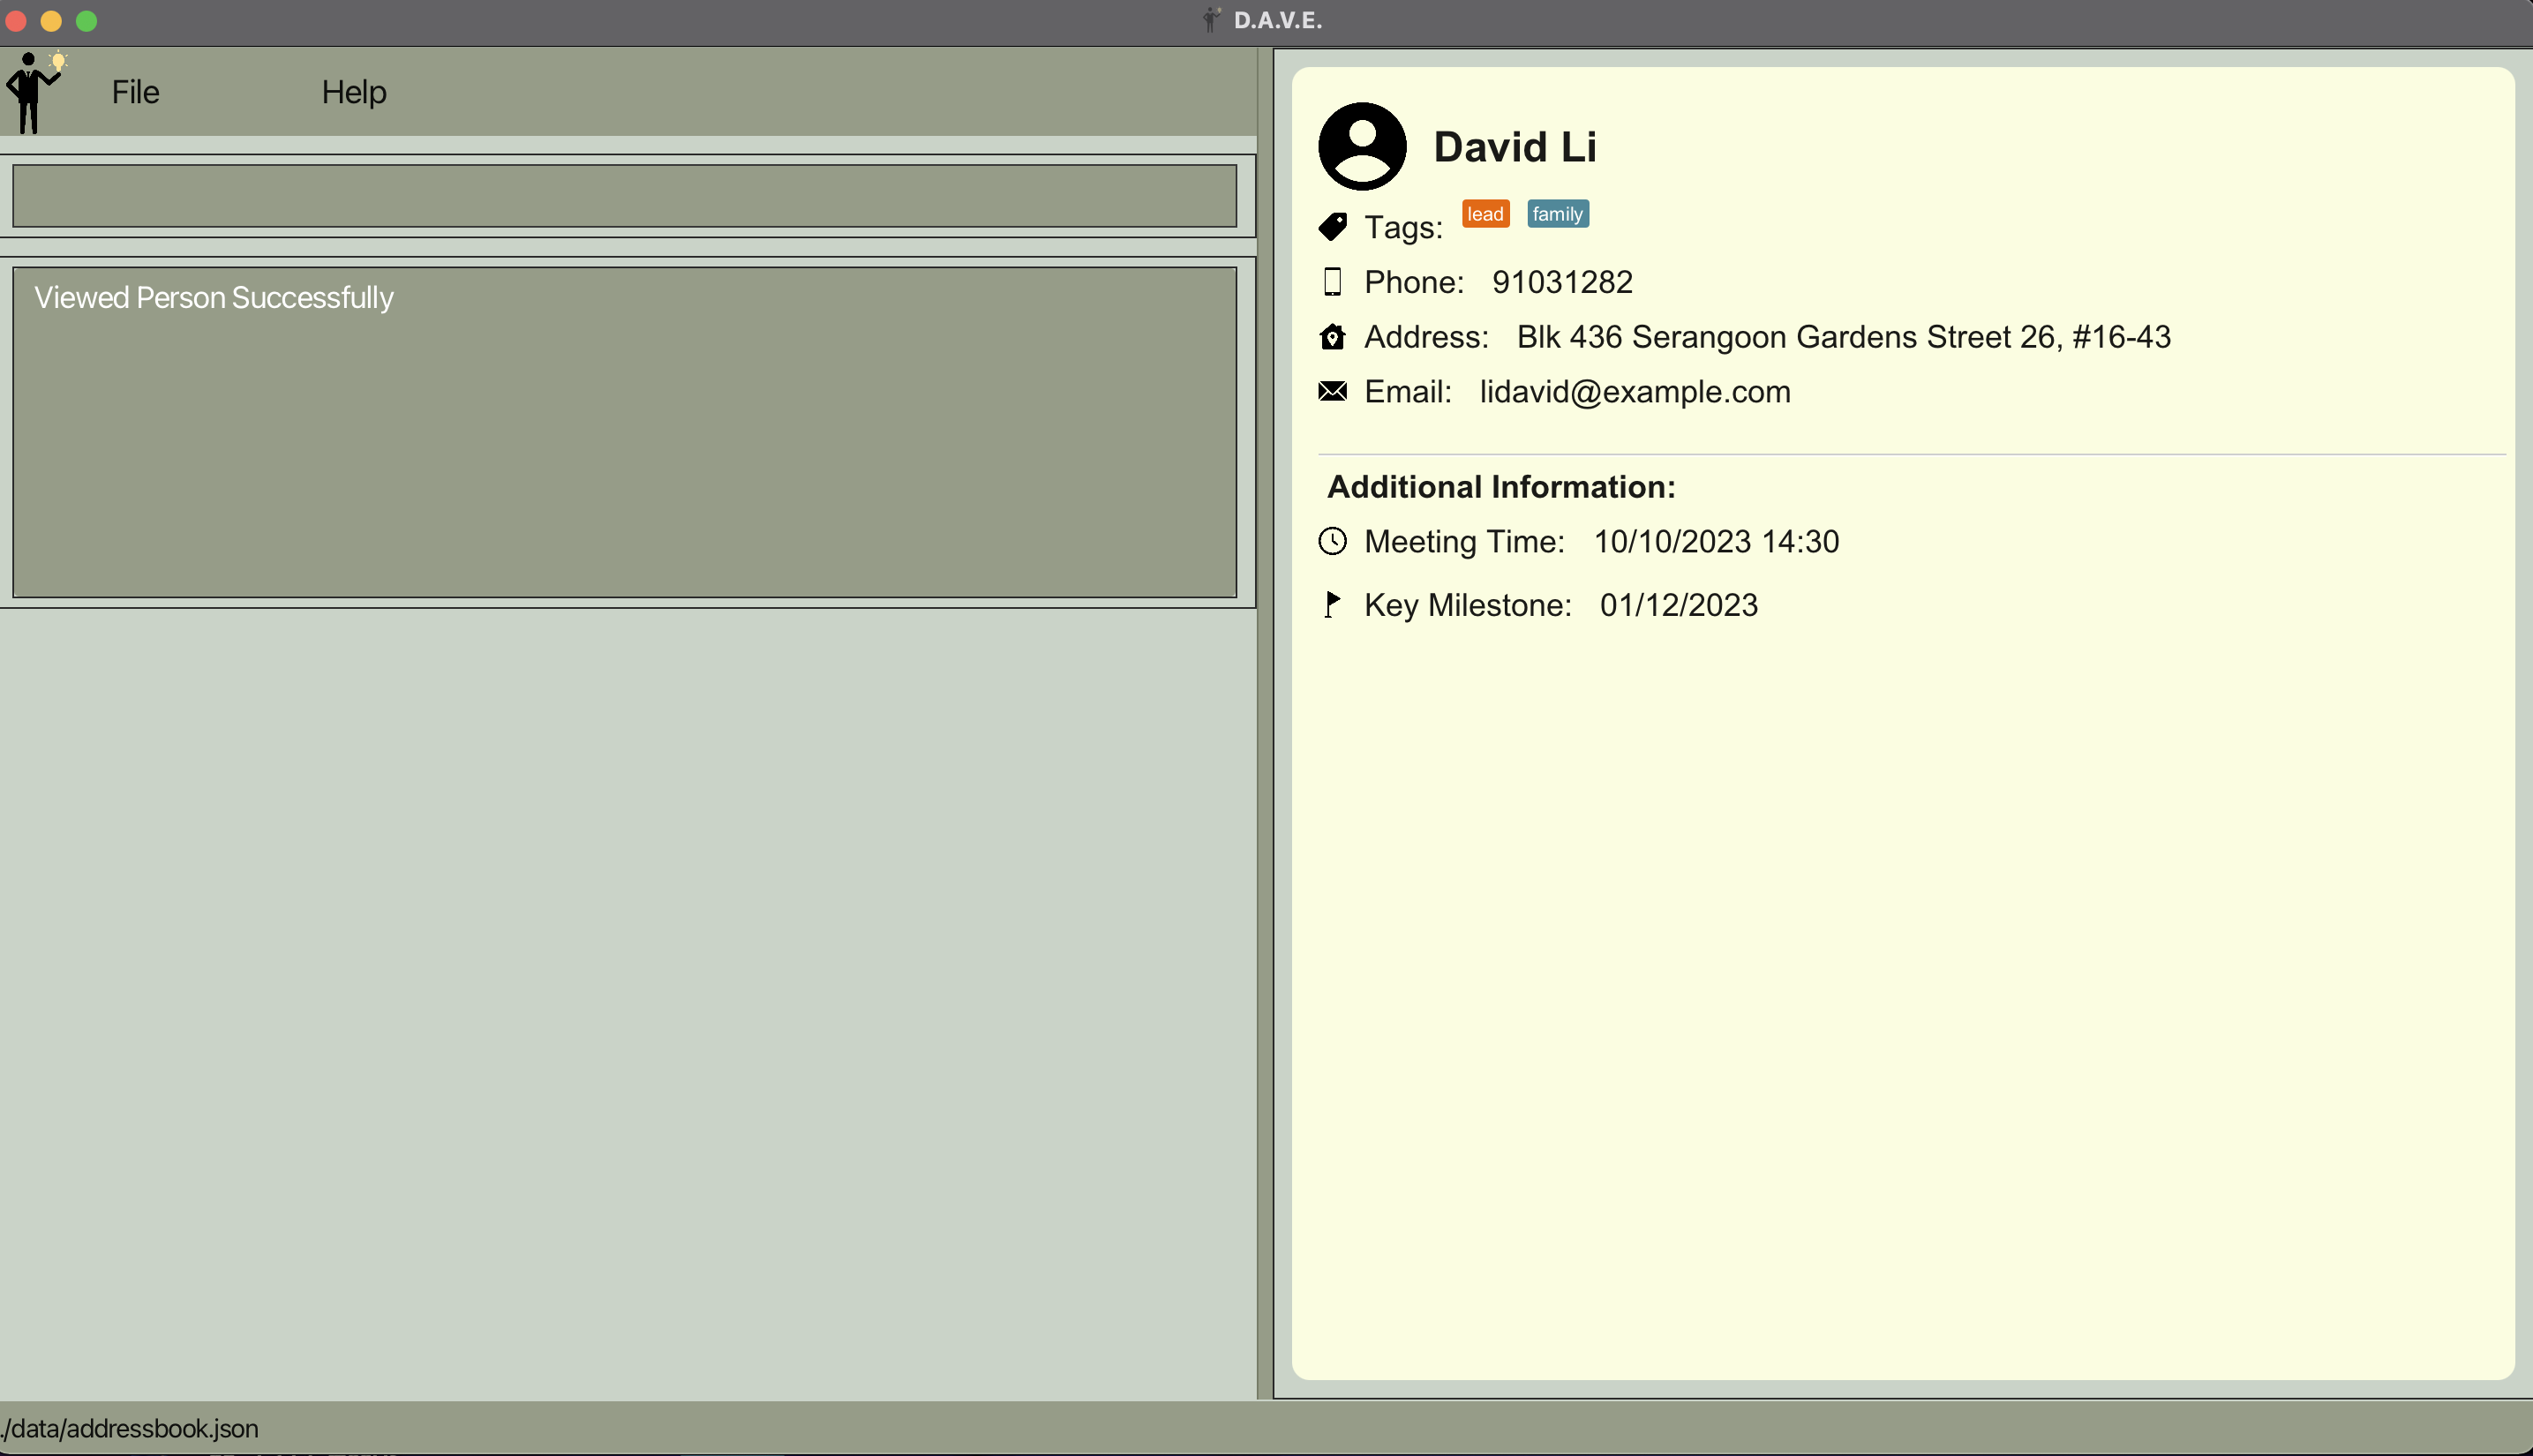 D.A.V.E.
File Help
Viewed Person Successfully
David Li
Tags: lead family
Phone: 91031282
Address: Blk 436 Serangoon Gardens Street 26, #16-43
Email: lidavid@example.com
Additional Information:
Meeting Time: 10/10/2023 14:30
Key Milestone: 01/12/2023
./data/addressbook.json